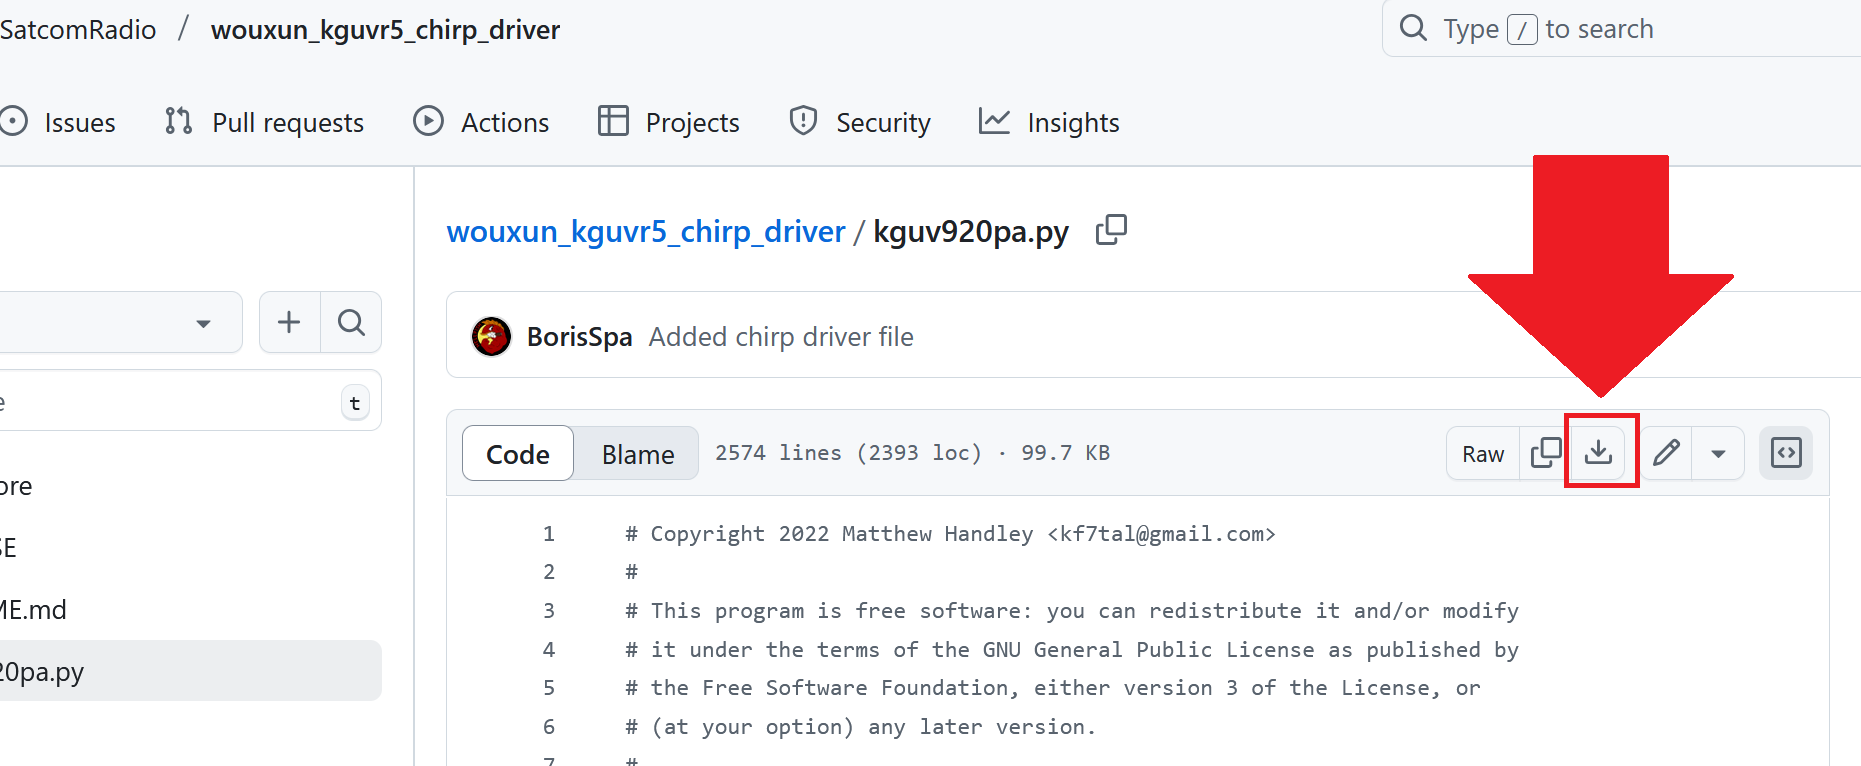 SatcomRadio / wouxun_kguvr5_chirp_driver
Type / to search
Issues Pull requests Actions Projects Security Insights
wouxun_kguvr5_chirp_driver / kguv920pa.py
BorisSpa Added chirp driver file
t
Code Blame 2574 lines (2393 loc) · 99.7 KB
Raw
ore
SE
ME.md
20pa.py
1 # Copyright 2022 Matthew Handley <kf7tal@gmail.com>
2 #
3 # This program is free software: you can redistribute it and/or modify
4 # it under the terms of the GNU General Public License as published by
5 # the Free Software Foundation, either version 3 of the License, or
6 # (at your option) any later version.
7 #